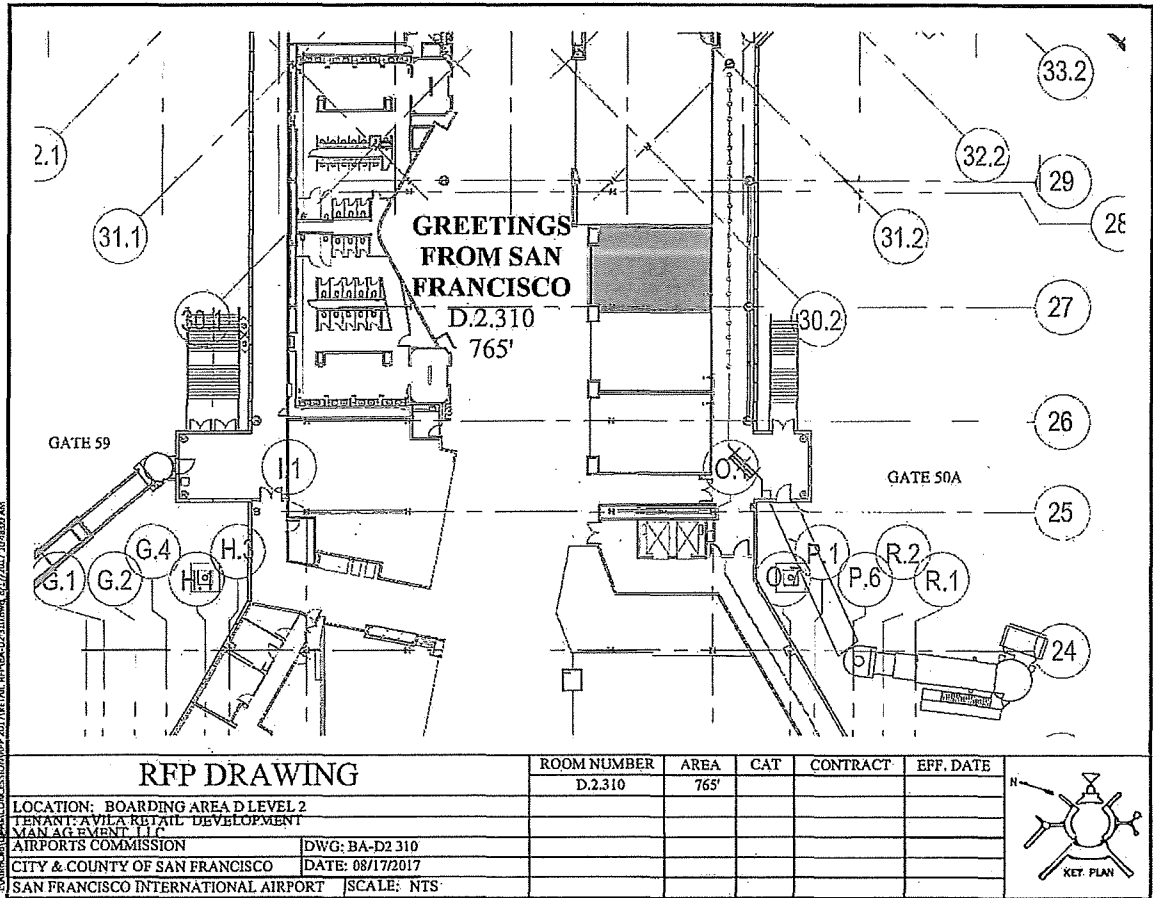 33.2
2.1
32.2
29
28
31.1
31.2
GREETINGS
FROM SAN
FRANCISCO
D.2.310
765'
27
30.1
30.2
26
GATE 59
I.1
GATE 50A
25
G.1
G.2
G.4
H.3
P.1
P.6
R.2
R.1
24
RFP DRAWING
ROOM NUMBER AREA CAT CONTRACT EFF. DATE
D.2.310 765'
LOCATION: BOARDING AREA D LEVEL 2
TENANT: AVILA RETAIL DEVELOPMENT
MANAGEMENT, LLC
AIRPORTS COMMISSION DWG: BA-D2 310
CITY & COUNTY OF SAN FRANCISCO DATE: 08/17/2017
SAN FRANCISCO INTERNATIONAL AIRPORT SCALE: NTS
N
KEY PLAN